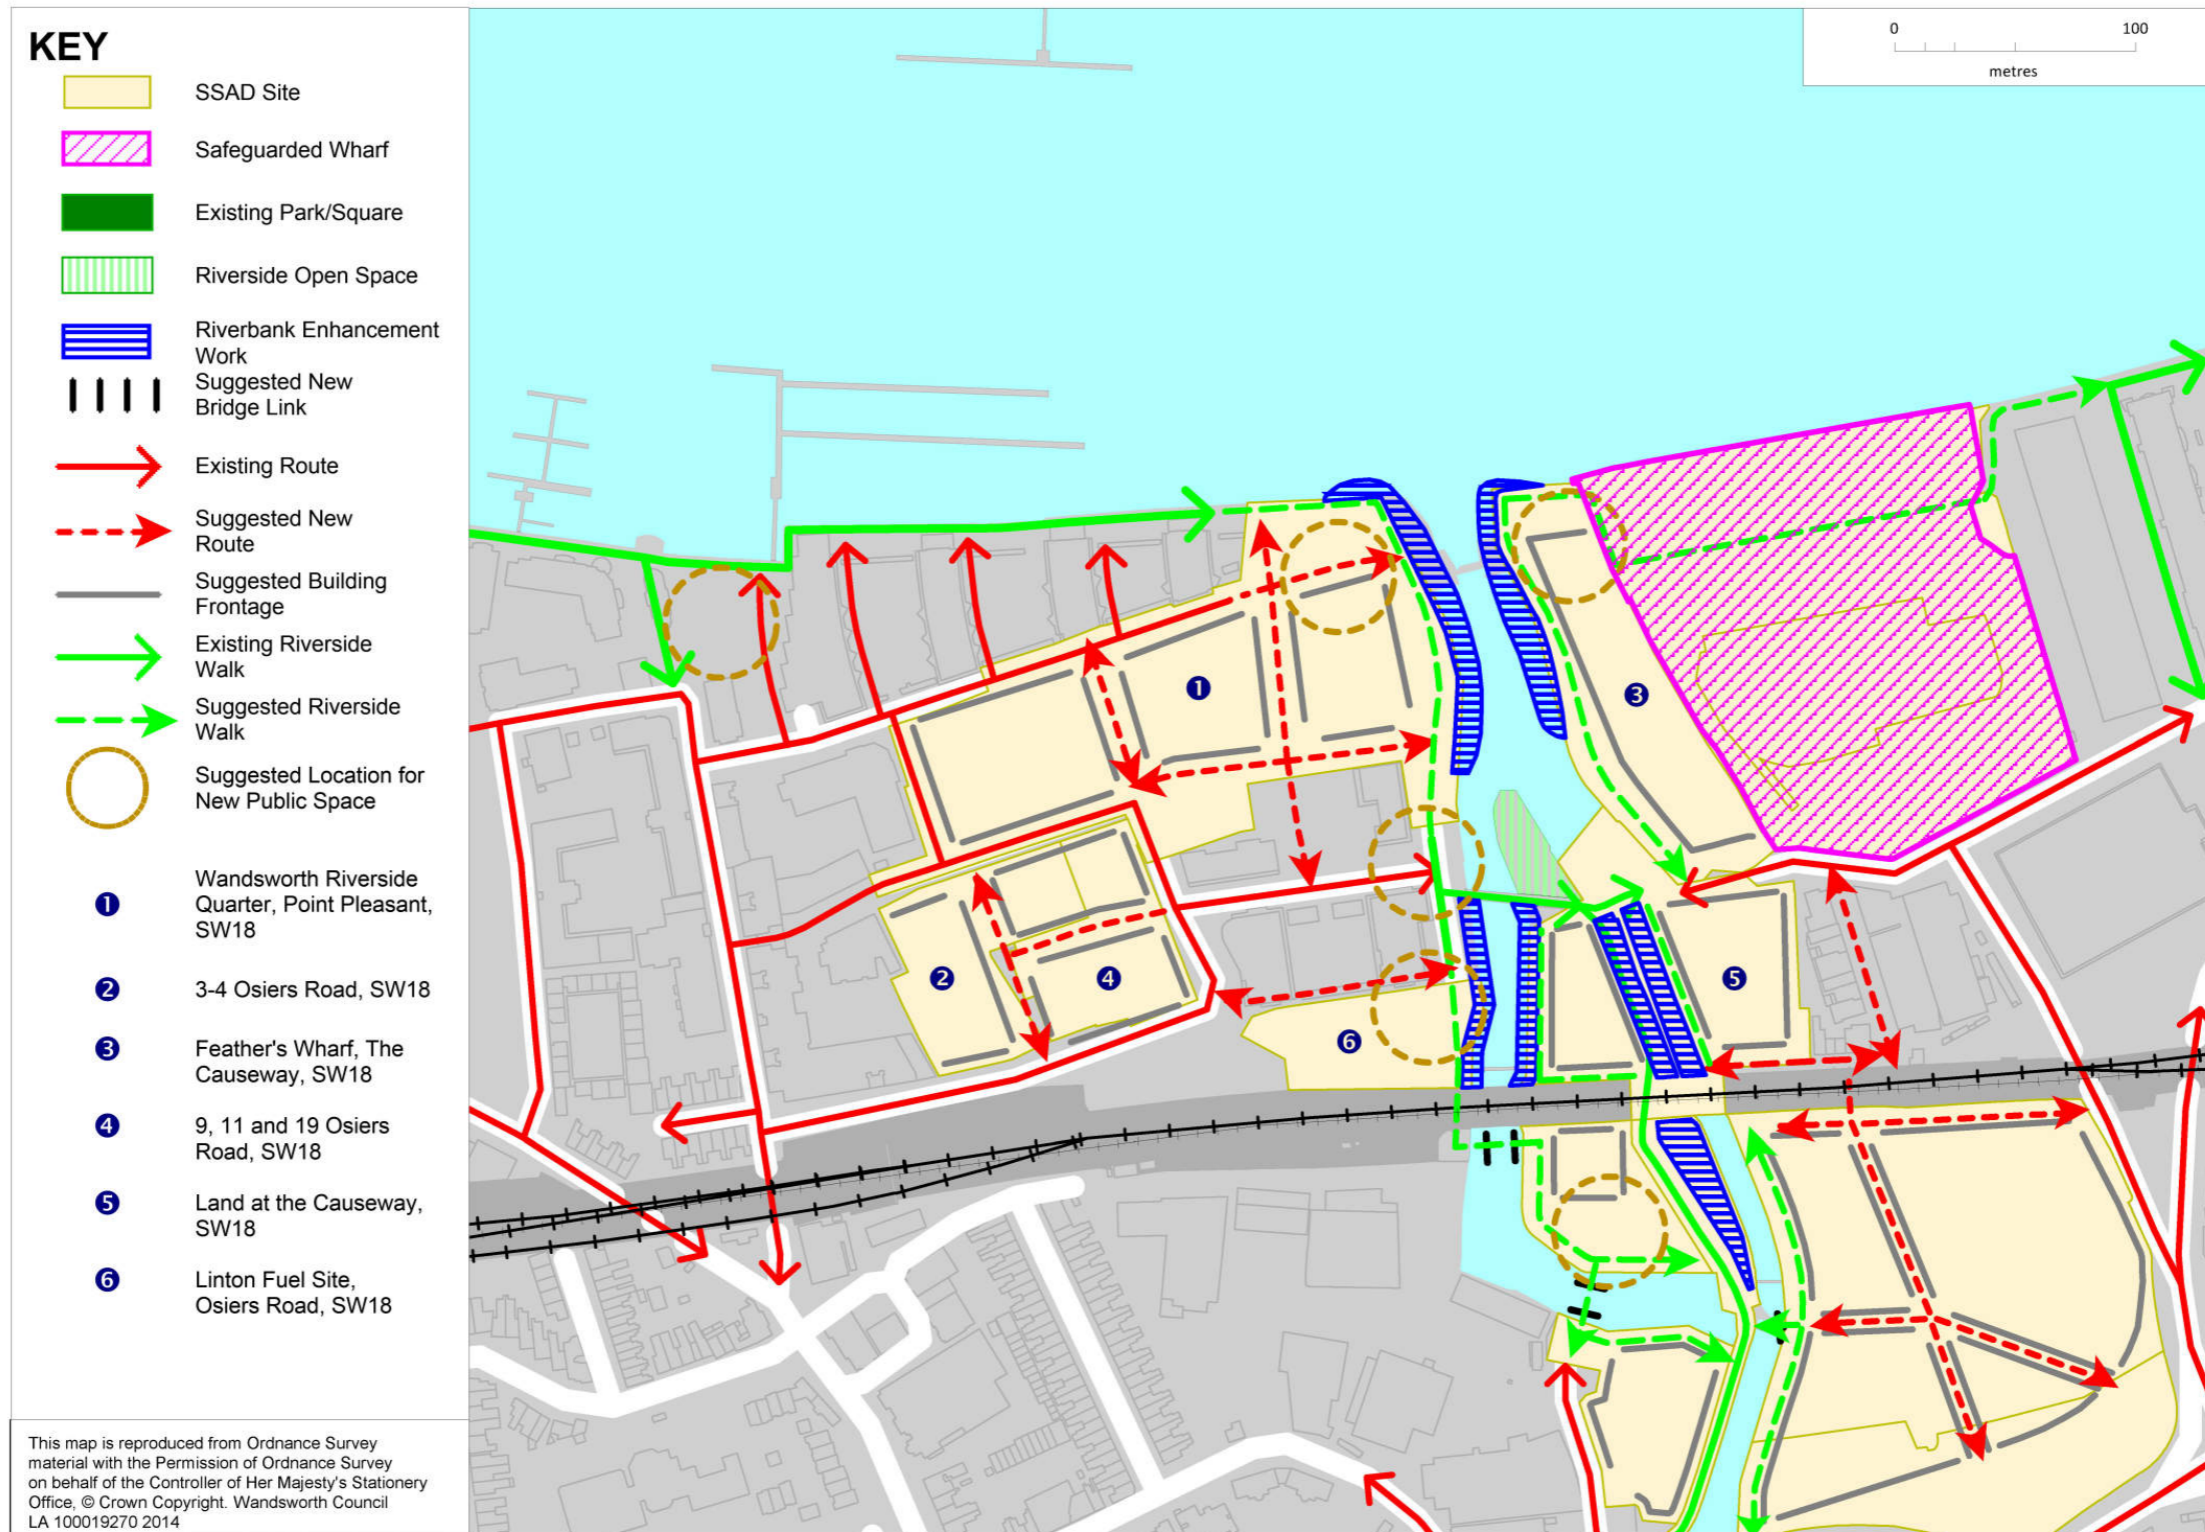 KEY
SSAD Site
Safeguarded Wharf
Existing Park/Square
Riverside Open Space
Riverbank Enhancement
Work
Suggested New
Bridge Link
Existing Route
Suggested New
Route
Suggested Building
Frontage
Existing Riverside
Walk
Suggested Riverside
Walk
Suggested Location for
New Public Space
1
Wandsworth Riverside
Quarter, Point Pleasant,
SW18
2
3-4 Osiers Road, SW18
3
Feather's Wharf, The
Causeway, SW18
4
9, 11 and 19 Osiers
Road, SW18
5
Land at the Causeway,
SW18
6
Linton Fuel Site,
Osiers Road, SW18
This map is reproduced from Ordnance Survey
material with the Permission of Ordnance Survey
on behalf of the Controller of Her Majesty's Stationery
Office, © Crown Copyright. Wandsworth Council
LA 100019270 2014
0 100
metres
1
3
2
4
5
6